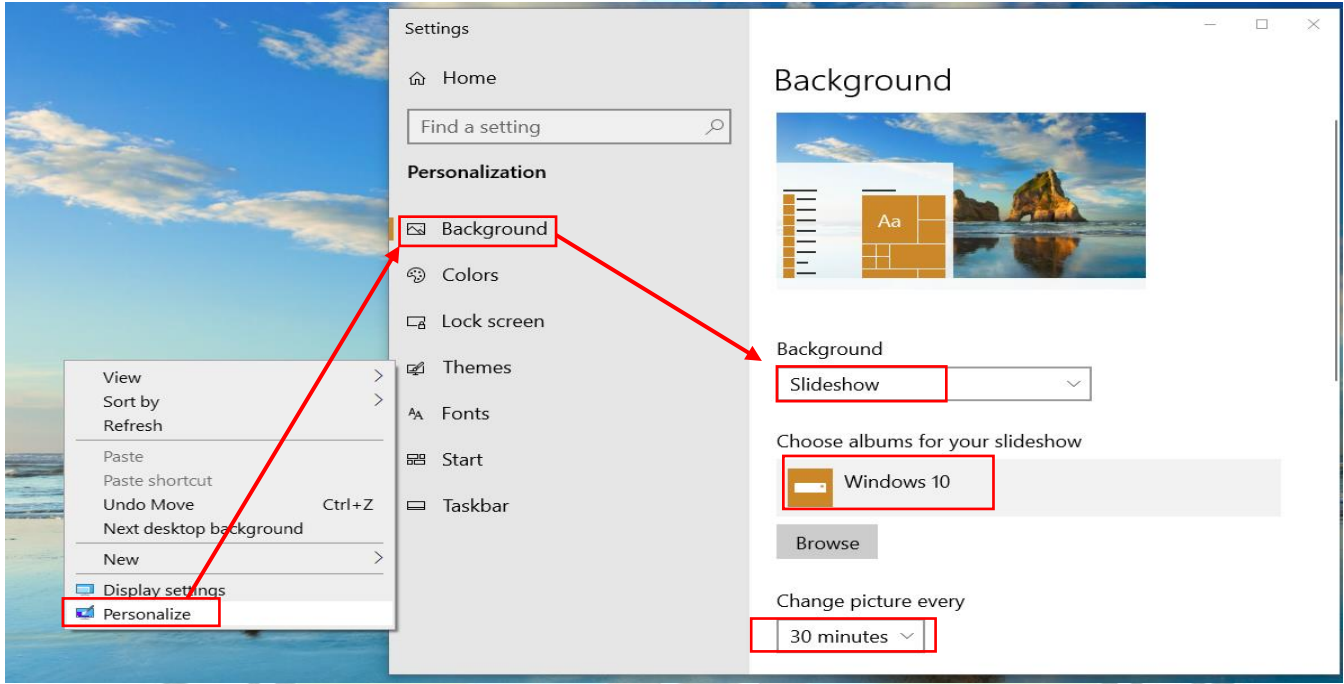 Settings
Home
Find a setting
Personalization
Background
Colors
Lock screen
Themes
Fonts
Start
Taskbar
View
Sort by
Refresh
Paste
Paste shortcut
Undo Move Ctrl+Z
Next desktop background
New
Display settings
Personalize
Background
Aa
Background
Slideshow
Choose albums for your slideshow
Windows 10
Browse
Change picture every
30 minutes